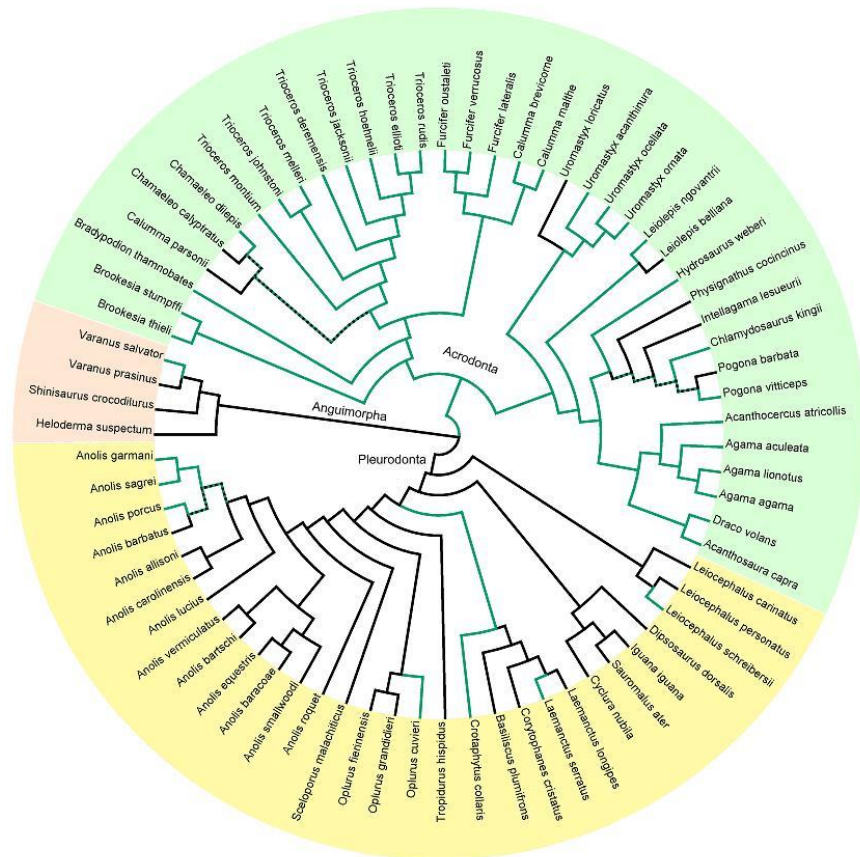 Trioceros rudis
Furcifer oustaleti
Furcifer verrucosus
Furcifer lateralis
Calumma brevicorne
Calumma malthe
Uromastyx loricatus
Uromastyx acanthinura
Uromastyx ocellata
Uromastyx ornata
Leiolepis ngovantrii
Leiolepis belliana
Hydrosaurus weberi
Physignathus cocincinus
Intellagama lesueurii
Chlamydosaurus kingii
Pogona barbata
Pogona vitticeps
Acanthocercus atricollis
Agama aculeata
Agama lionotus
Agama agama
Draco volans
Acanthosaura capra
Leiocephalus carinatus
Leiocephalus personatus
Leiocephalus schreibersii
Dipsosaurus dorsalis
Iguana iguana
Sauromalus ater
Cyclura nubila
Laemanctus longipes
Laemanctus serratus
Corytophanes cristatus
Basiliscus plumifrons
Crotaphytus collaris
Tropidurus hispidus
Oplurus cuvieri
Oplurus grandidieri
Oplurus fierinensis
Sceloporus malachiticus
Anolis roquet
Anolis smallwoodi
Anolis baracoae
Anolis equestris
Anolis bartschi
Anolis vermiculatus
Anolis lucius
Anolis carolinensis
Anolis allisoni
Anolis barbatus
Anolis porcus
Anolis sagrei
Anolis garmani
Heloderma suspectum
Shinisaurus crocodilurus
Varanus prasinus
Varanus salvator
Brookesia thieli
Brookesia stumpffi
Bradypodion thamnobates
Calumma parsonii
Chamaeleo calyptratus
Chamaeleo dilepis
Trioceros montium
Trioceros johnstoni
Trioceros melleri
Trioceros deremensis
Trioceros jacksonii
Trioceros hoehnelii
Trioceros ellioti
Acrodonta
Anguimorpha
Pleurodonta